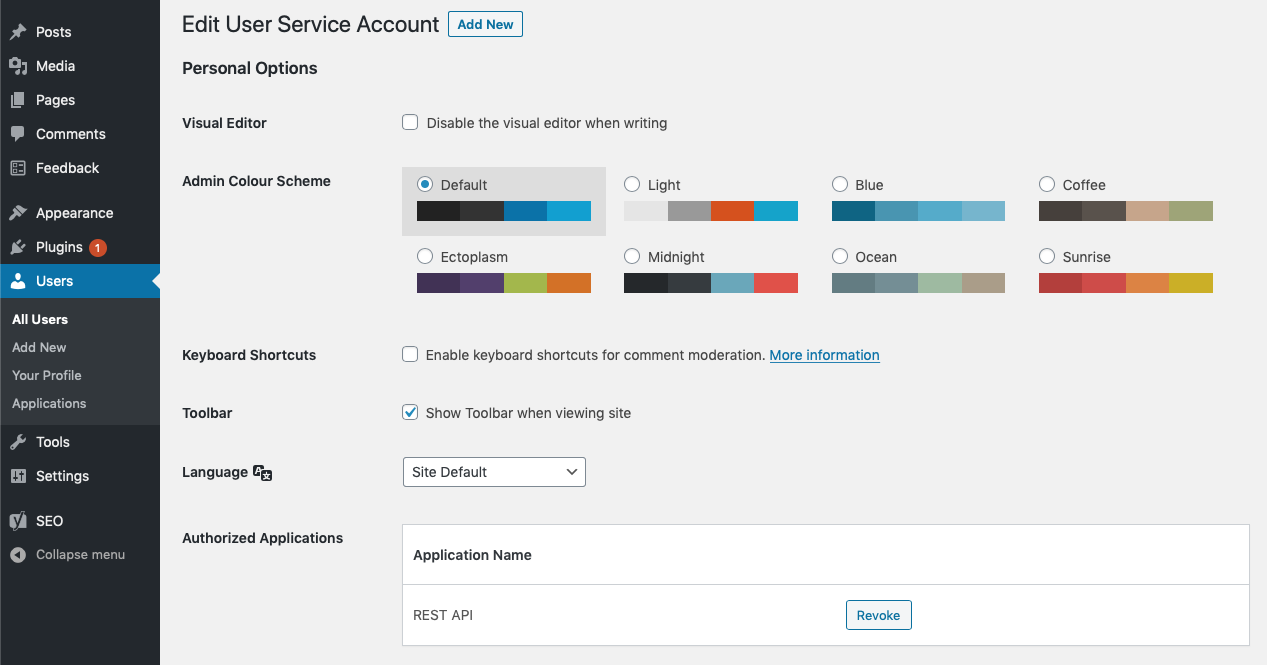 Posts
Media
Pages
Comments
Feedback
Appearance
Plugins 1
Users
All Users
Add New
Your Profile
Applications
Tools
Settings
SEO
Collapse menu
Edit User Service Account Add New
Personal Options
Visual Editor Disable the visual editor when writing
Admin Colour Scheme Default Light Blue Coffee
Ectoplasm Midnight Ocean Sunrise
Keyboard Shortcuts Enable keyboard shortcuts for comment moderation. More information
Toolbar Show Toolbar when viewing site
Language Site Default
Authorized Applications
Application Name
REST API Revoke